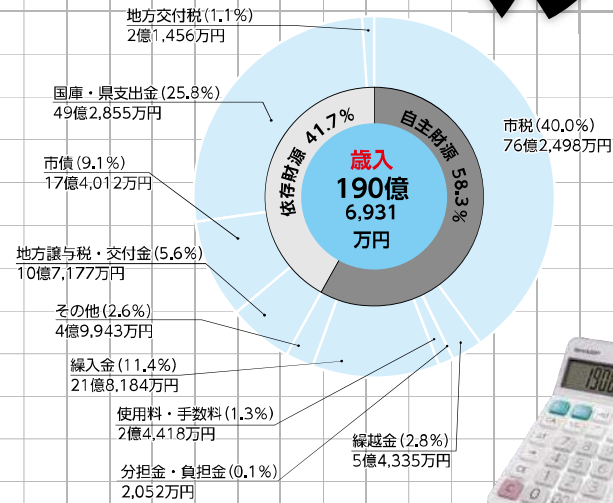 地方交付税(1.1%)
2億1,456万円
国庫・県支出金(25.8%)
49億2,855万円
市債(9.1%)
17億4,012万円
地方譲与税・交付金(5.6%)
10億7,177万円
その他(2.6%)
4億9,943万円
繰入金(11.4%)
21億8,184万円
使用料・手数料(1.3%)
2億4,418万円
分担金・負担金(0.1%)
2,052万円
繰越金(2.8%)
5億4,335万円
市税(40.0%)
76億2,498万円
依存財源 41.7%
自主財源 58.3%
歳入
190億
6,931
万円
SHARP